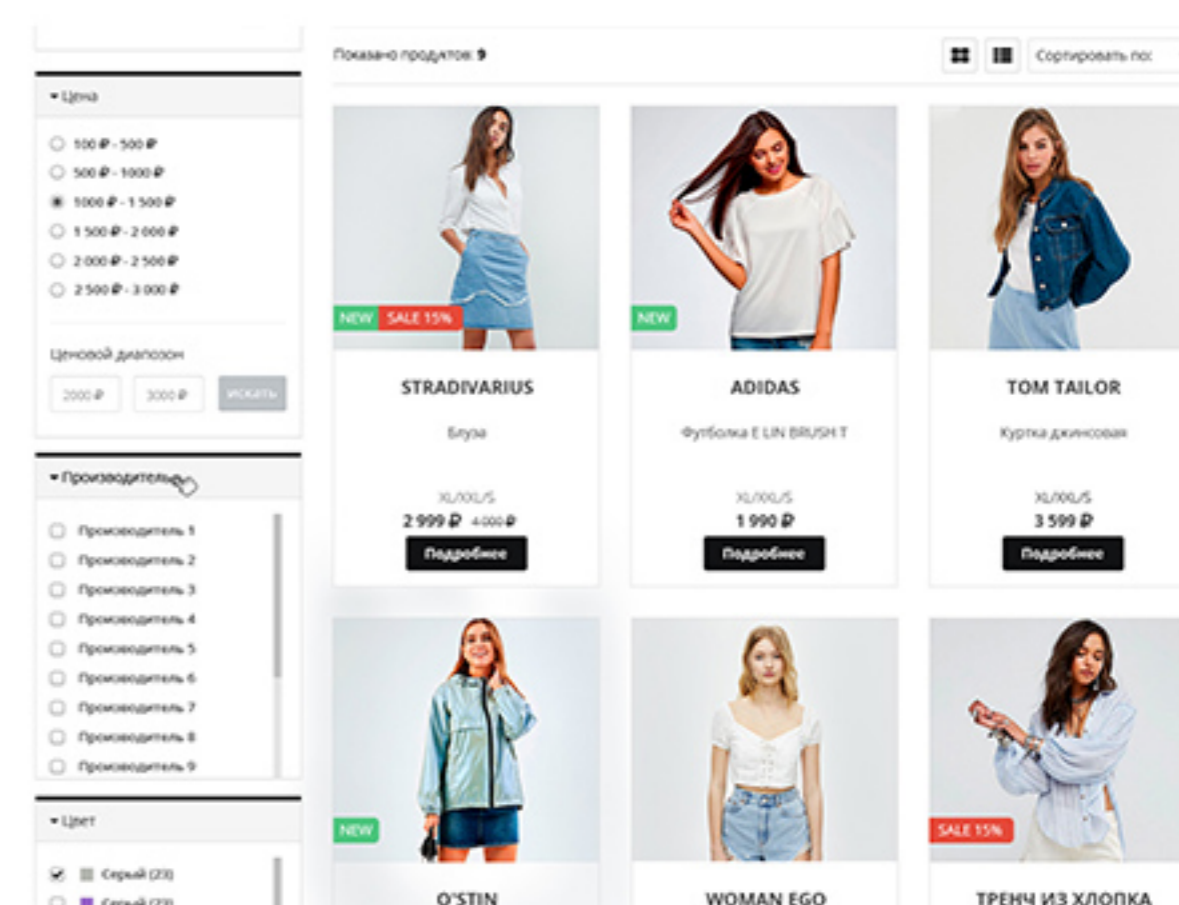 Показано продуктов: 9
Сортировать по:
Цена
100 ₽ - 500 ₽
500 ₽ - 1000 ₽
1000 ₽ - 1 500 ₽
1 500 ₽ - 2 000 ₽
2 000 ₽ - 2 500 ₽
2 500 ₽ - 3 000 ₽
Ценовой диапозон
2000 ₽ 3000 ₽ искать
Производитель
Производитель 1
Производитель 2
Производитель 3
Производитель 4
Производитель 5
Производитель 6
Производитель 7
Производитель 8
Производитель 9
Цвет
Серый (23)
Серый (23)
NEW SALE 15%
STRADIVARIUS
Блуза
XL/XXL/S
2 999 ₽ 4 000 ₽
Подробнее
NEW
ADIDAS
Футболка E LIN BRUSH T
XL/XXL/S
1 990 ₽
Подробнее
TOM TAILOR
Куртка джинсовая
XL/XXL/S
3 599 ₽
Подробнее
NEW
O'STIN
WOMAN EGO
SALE 15%
ТРЕНЧ ИЗ ХЛОПКА